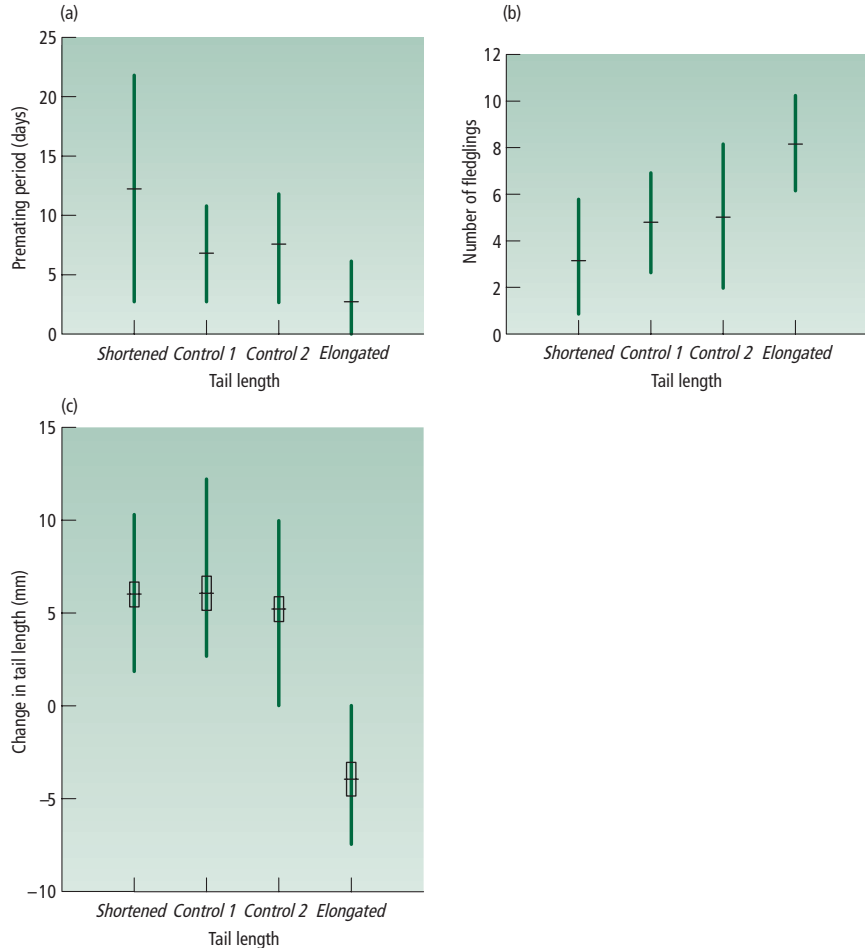 (a)
25
20
15
10
5
0
Premating period (days)
Shortened Control 1 Control 2 Elongated
Tail length
(b)
12
10
8
6
4
2
0
Number of fledglings
Shortened Control 1 Control 2 Elongated
Tail length
(c)
15
10
5
0
–5
–10
Change in tail length (mm)
Shortened Control 1 Control 2 Elongated
Tail length